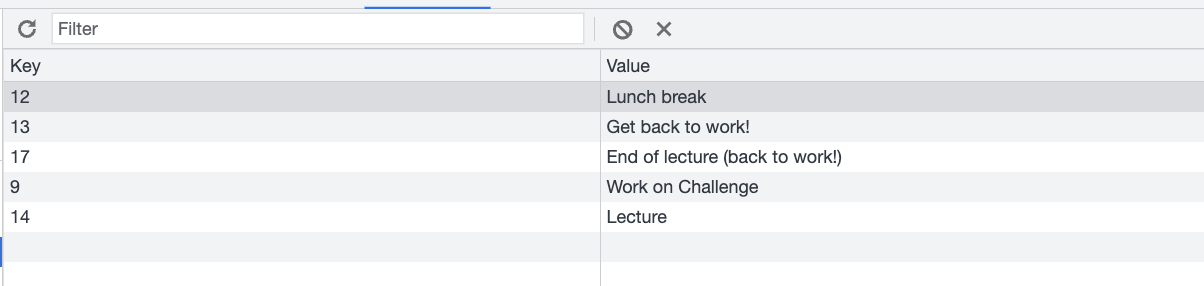 Filter
Key Value
12 Lunch break
13 Get back to work!
17 End of lecture (back to work!)
9 Work on Challenge
14 Lecture